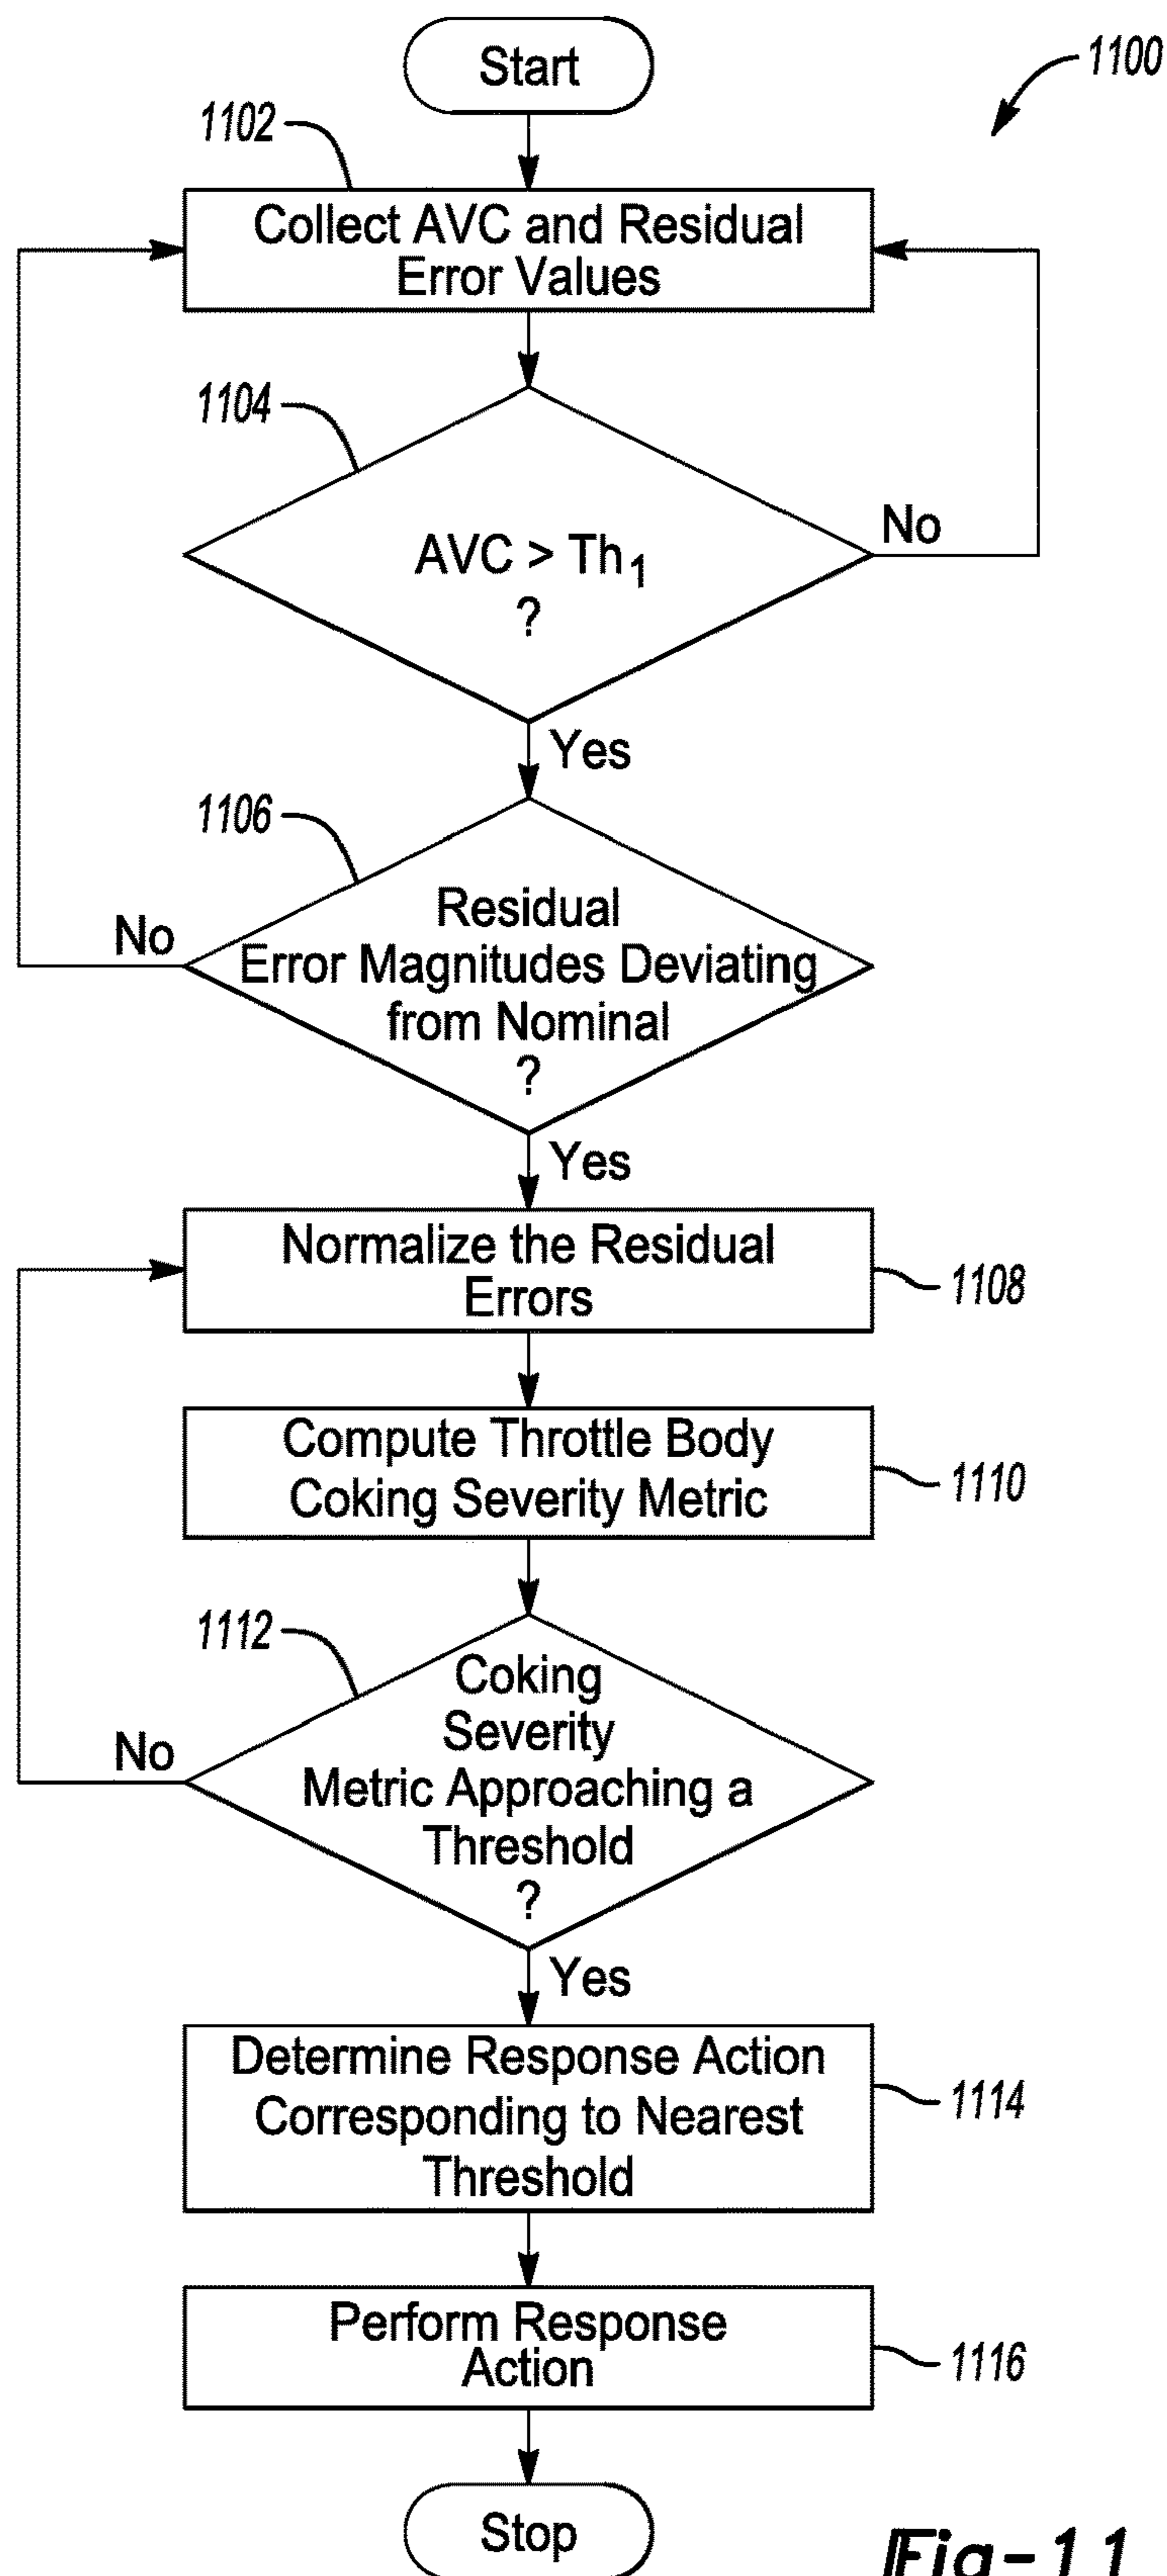 Start
1100
1102
Collect AVC and Residual
Error Values
1104
AVC > Th1
?
No
Yes
1106
Residual
Error Magnitudes Deviating
from Nominal
?
No
Yes
Normalize the Residual
Errors
1108
Compute Throttle Body
Coking Severity Metric
1110
1112
Coking
Severity
Metric Approaching a
Threshold
?
No
Yes
Determine Response Action
Corresponding to Nearest
Threshold
1114
Perform Response
Action
1116
Stop
Fig-11